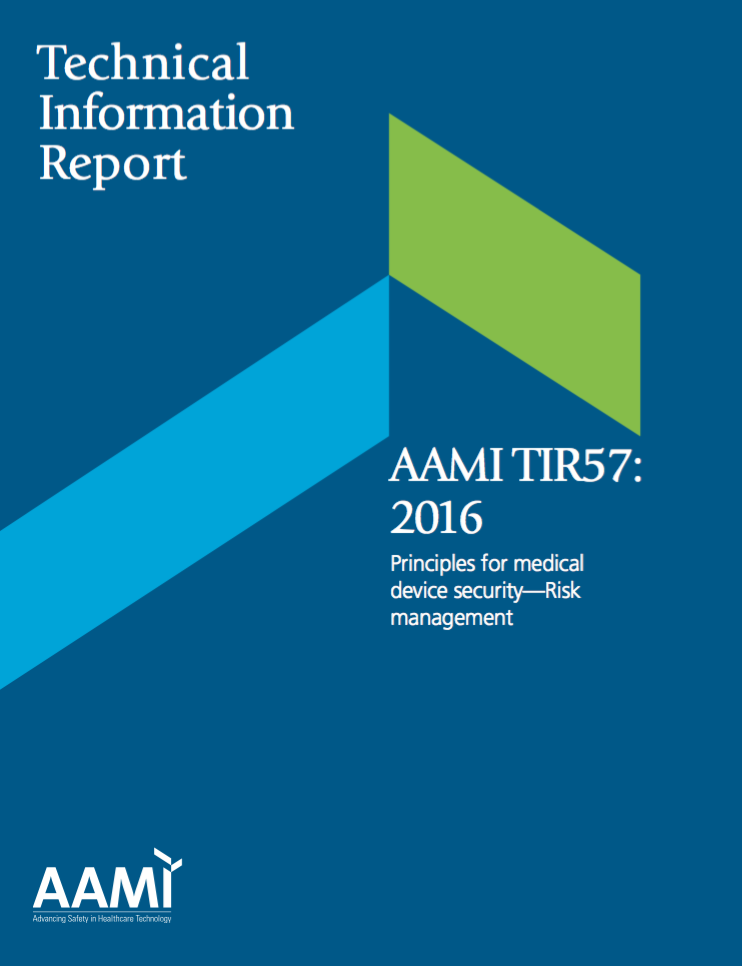 Technical
Information
Report
AAMI TIR57:
2016
Principles for medical
device security—Risk
management
AAMI
Advancing Safety in Healthcare Technology